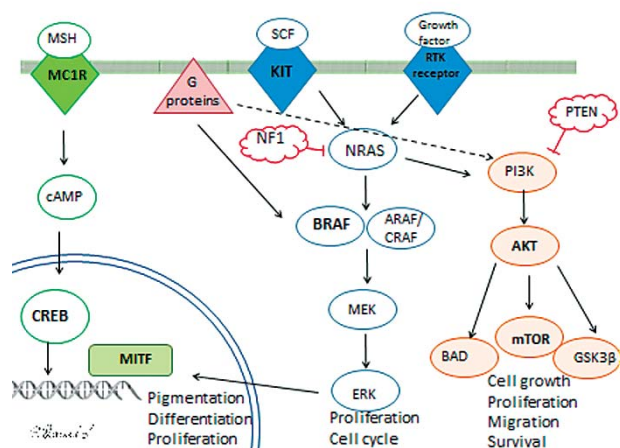 MSH
MC1R
G
proteins
SCF
KIT
Growth
factor
RTK
receptor
PTEN
NF1
NRAS
PI3K
cAMP
BRAF
ARAF/
CRAF
AKT
CREB
MEK
MITF
BAD
mTOR
GSK3β
ERK
Pigmentation
Differentiation
Proliferation
Proliferation
Cell cycle
Cell growth
Proliferation
Migration
Survival